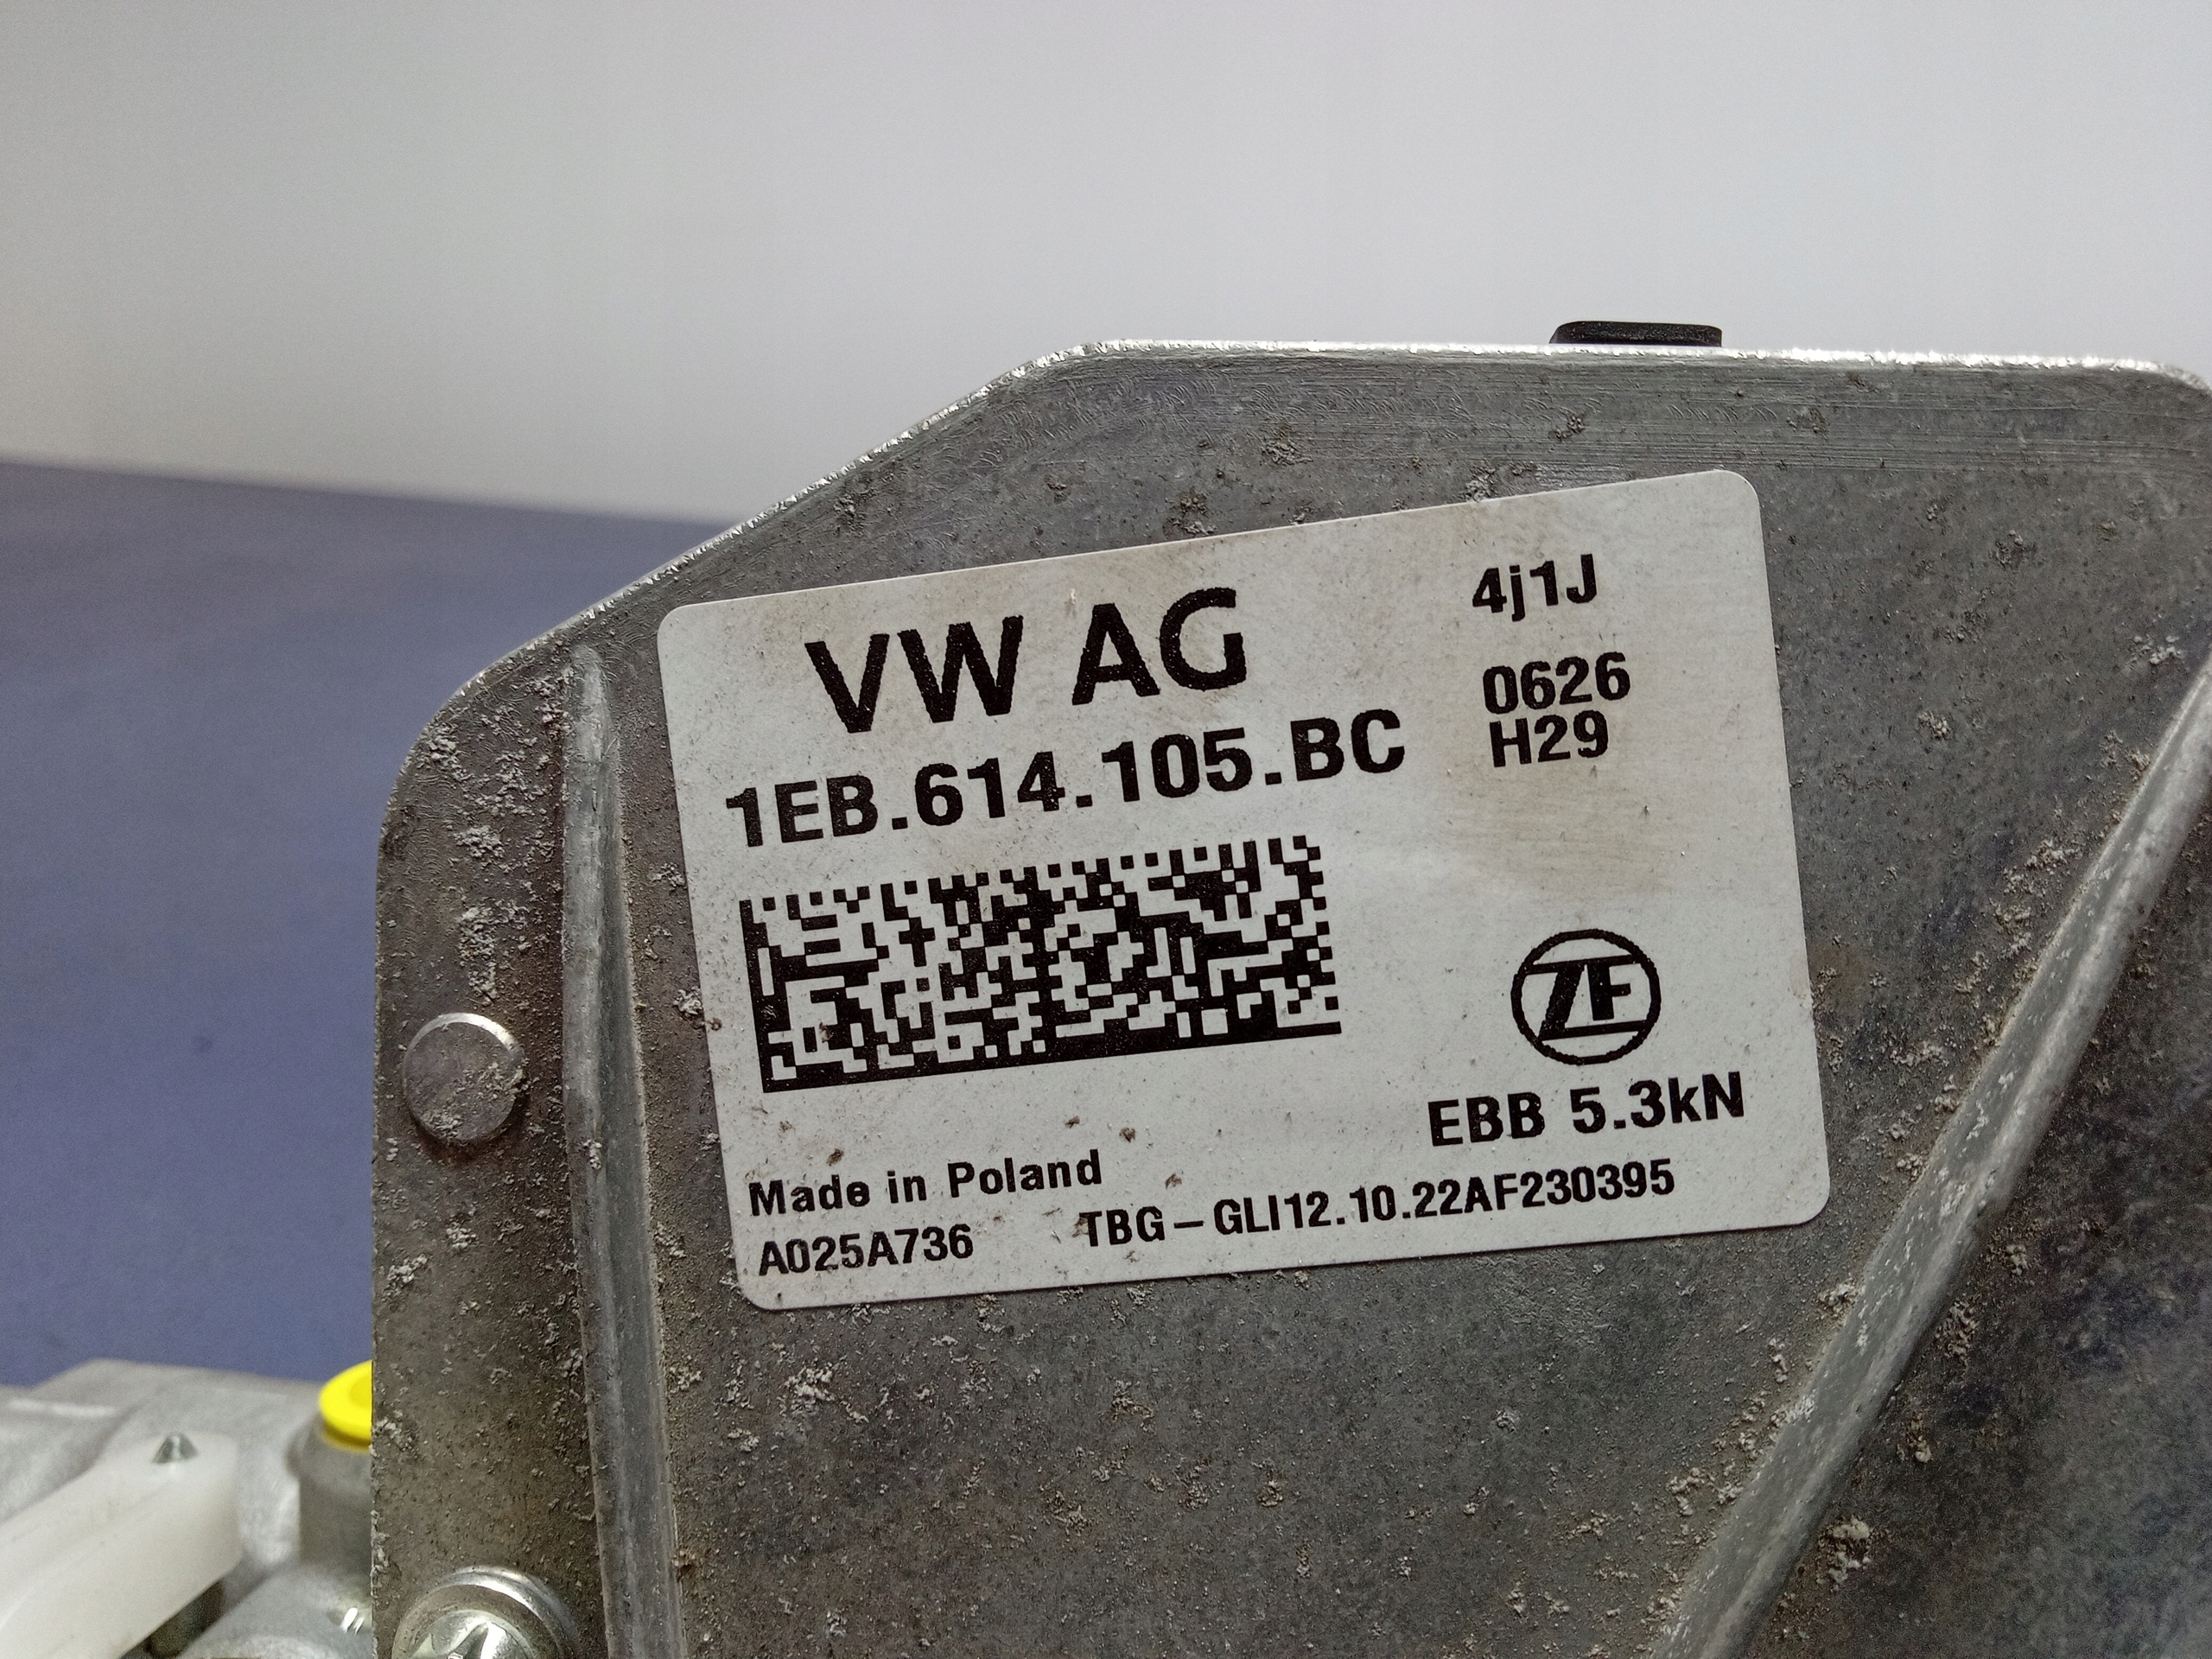 VW AG
4j1J
0626
H29
1EB.614.105.BC
ZF
EBB 5.3kN
Made in Poland
A025A736 TBG-GLI12.10.22AF230395